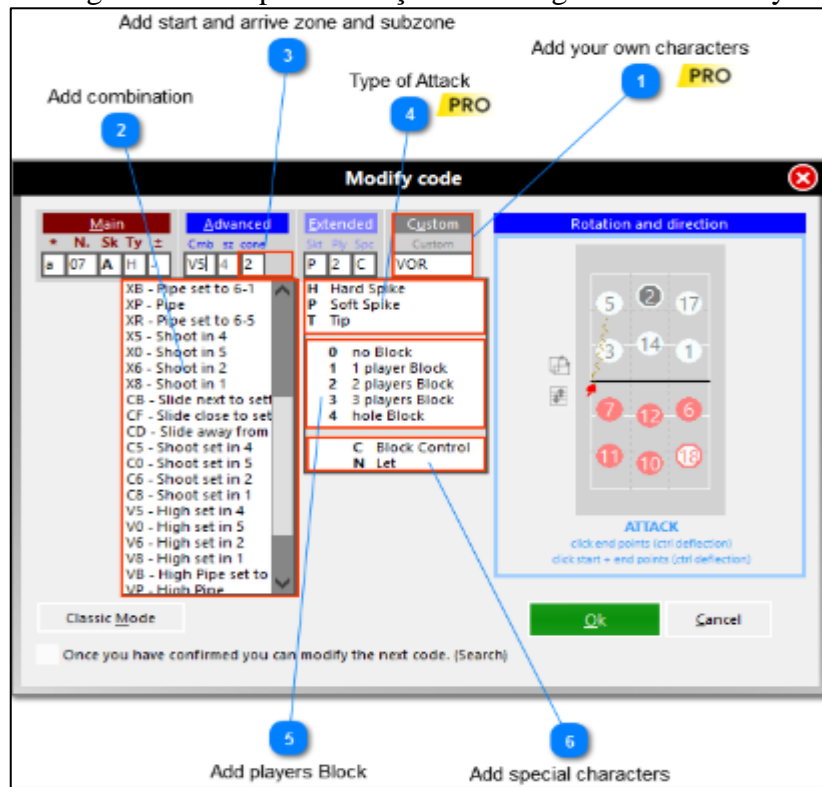 Add start and arrive zone and subzone
3
Add your own characters
1 PRO
Type of Attack
4 PRO
Add combination
2
Modify code
Main Advanced Extended Custom Rotation and direction
* N. Sk Ty ± Cmb sz cone Skt Ply Spc Custom
a 07 A H - V5 4 2 P 2 C VOR
XB - Pipe set to 6-1
XP - Pipe
XR - Pipe set to 6-5
X5 - Shoot in 4
X0 - Shoot in 5
X6 - Shoot in 2
X8 - Shoot in 1
CB - Slide next to sett
CF - Slide close to set
CD - Slide away from
C5 - Shoot set in 4
C0 - Shoot set in 5
C6 - Shoot set in 2
C8 - Shoot set in 1
V5 - High set in 4
V0 - High set in 5
V6 - High set in 2
V8 - High set in 1
VB - High Pipe set to
VP - High Pipe
H Hard Spike
P Soft Spike
T Tip
0 no Block
1 1 player Block
2 2 players Block
3 3 players Block
4 hole Block
C Block Control
N Let
5 2 17
3 14 1
7 12 6
11 10 18
ATTACK
click end points (ctrl deflection)
click start + end points (ctrl deflection)
Classic Mode
Ok Cancel
Once you have confirmed you can modify the next code. (Search)
5
Add players Block
6
Add special characters